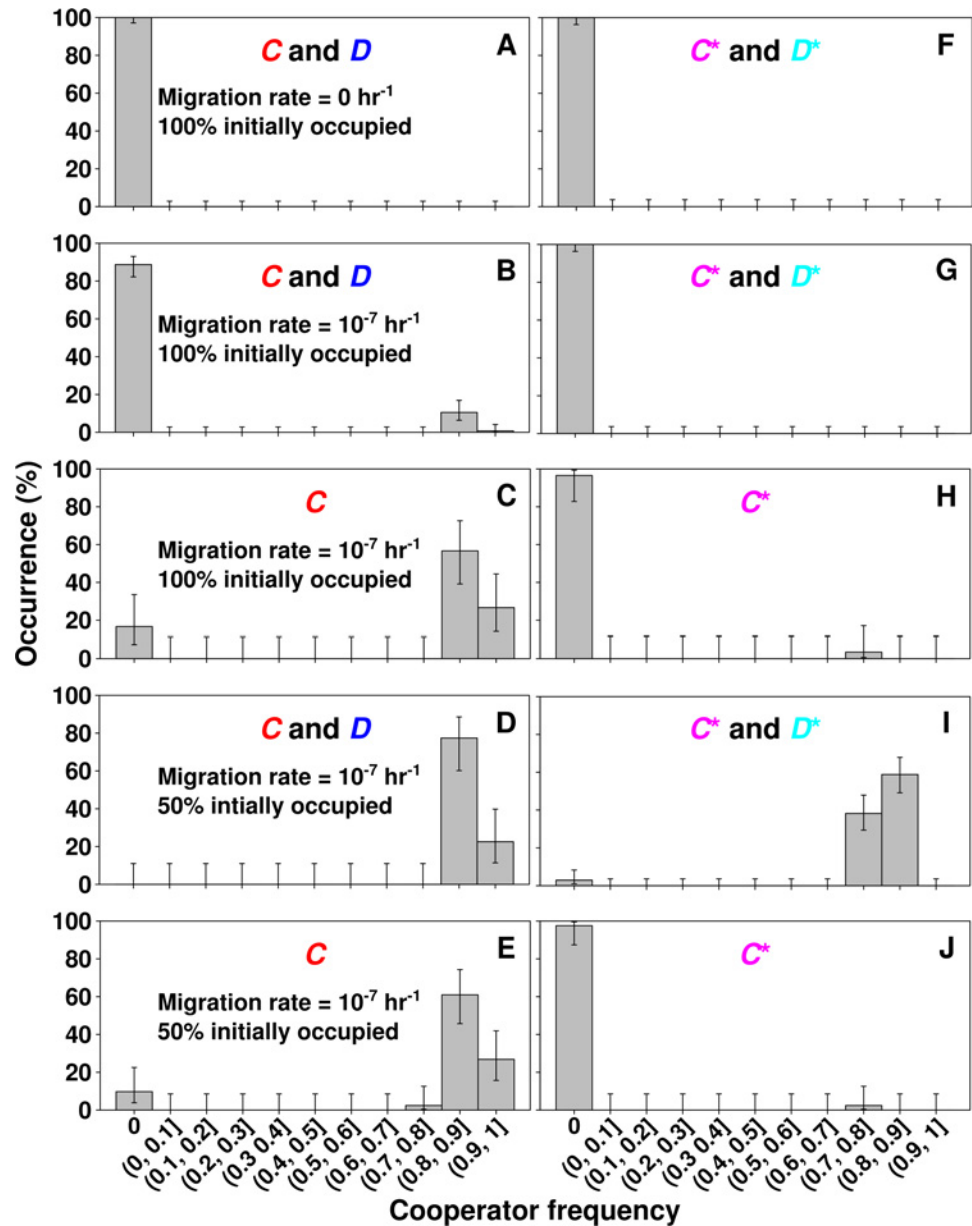 Occurrence (%)
100
80
60
40
20
0
C and D
A
Migration rate = 0 hr⁻¹
100% initially occupied
C* and D*
F
100
80
60
40
20
0
C and D
B
Migration rate = 10⁻⁷ hr⁻¹
100% initially occupied
C* and D*
G
100
80
60
40
20
0
C
C
Migration rate = 10⁻⁷ hr⁻¹
100% initially occupied
C*
H
100
80
60
40
20
0
C and D
D
Migration rate = 10⁻⁷ hr⁻¹
50% intially occupied
C* and D*
I
100
80
60
40
20
0
C
E
Migration rate = 10⁻⁷ hr⁻¹
50% initially occupied
C*
J
0
(0, 0.1]
(0.1, 0.2]
(0.2, 0.3]
(0.3 0.4]
(0.4, 0.5]
(0.5, 0.6]
(0.6, 0.7]
(0.7, 0.8]
(0.8, 0.9]
(0.9, 1]
0
(0, 0.1]
(0.1, 0.2]
(0.2, 0.3]
(0.3 0.4]
(0.4, 0.5]
(0.5, 0.6]
(0.6, 0.7]
(0.7, 0.8]
(0.8, 0.9]
(0.9, 1]
Cooperator frequency